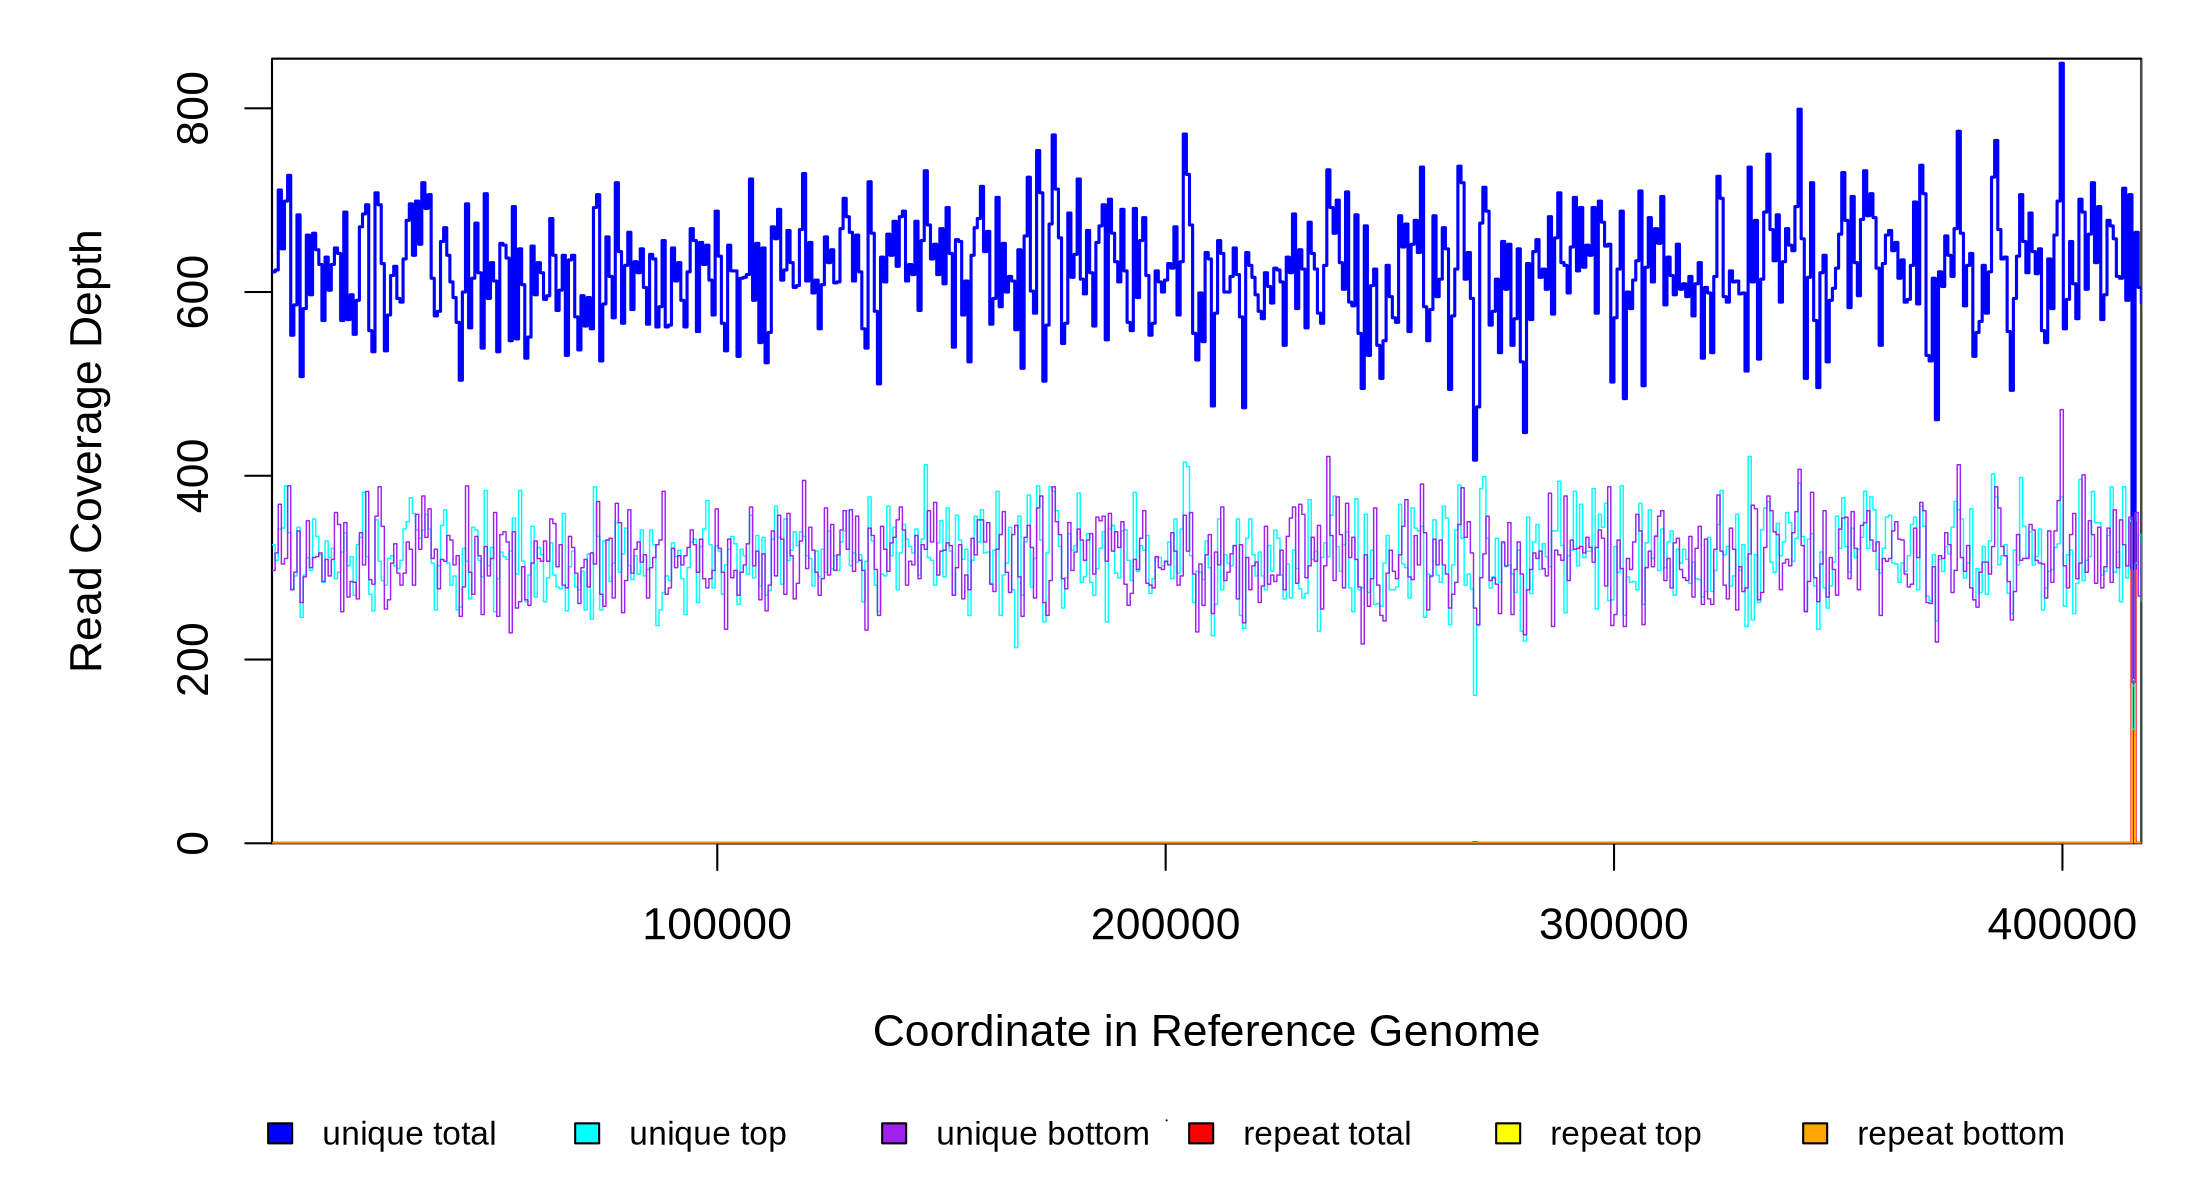 Read Coverage Depth
800
600
400
200
0
100000 200000 300000 400000
Coordinate in Reference Genome
unique total unique top unique bottom repeat total repeat top repeat bottom